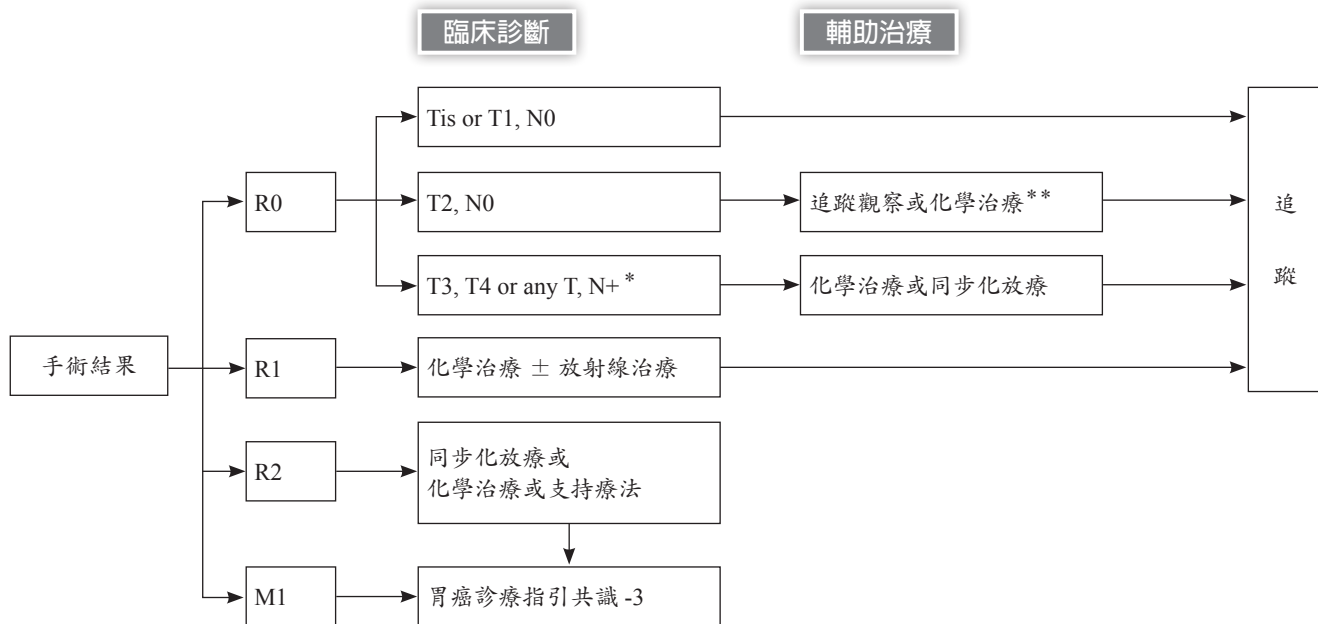 臨床診斷
輔助治療
Tis or T1, N0
R0
T2, N0
追蹤觀察或化學治療**
追
蹤
T3, T4 or any T, N+*
化學治療或同步化放療
手術結果
R1
化學治療 ± 放射線治療
R2
同步化放療或
化學治療或支持療法
M1
胃癌診療指引共識 -3